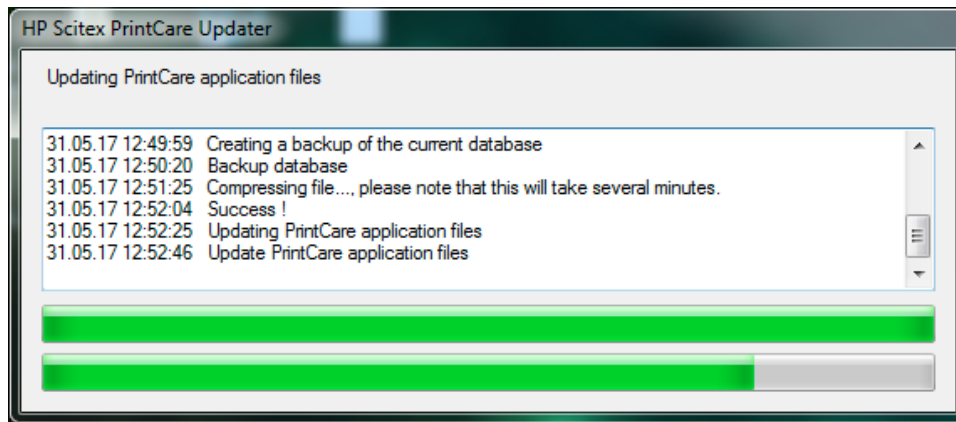 HP Scitex PrintCare Updater
Updating PrintCare application files
31.05.17 12:49:59 Creating a backup of the current database
31.05.17 12:50:20 Backup database
31.05.17 12:51:25 Compressing file..., please note that this will take several minutes.
31.05.17 12:52:04 Success !
31.05.17 12:52:25 Updating PrintCare application files
31.05.17 12:52:46 Update PrintCare application files